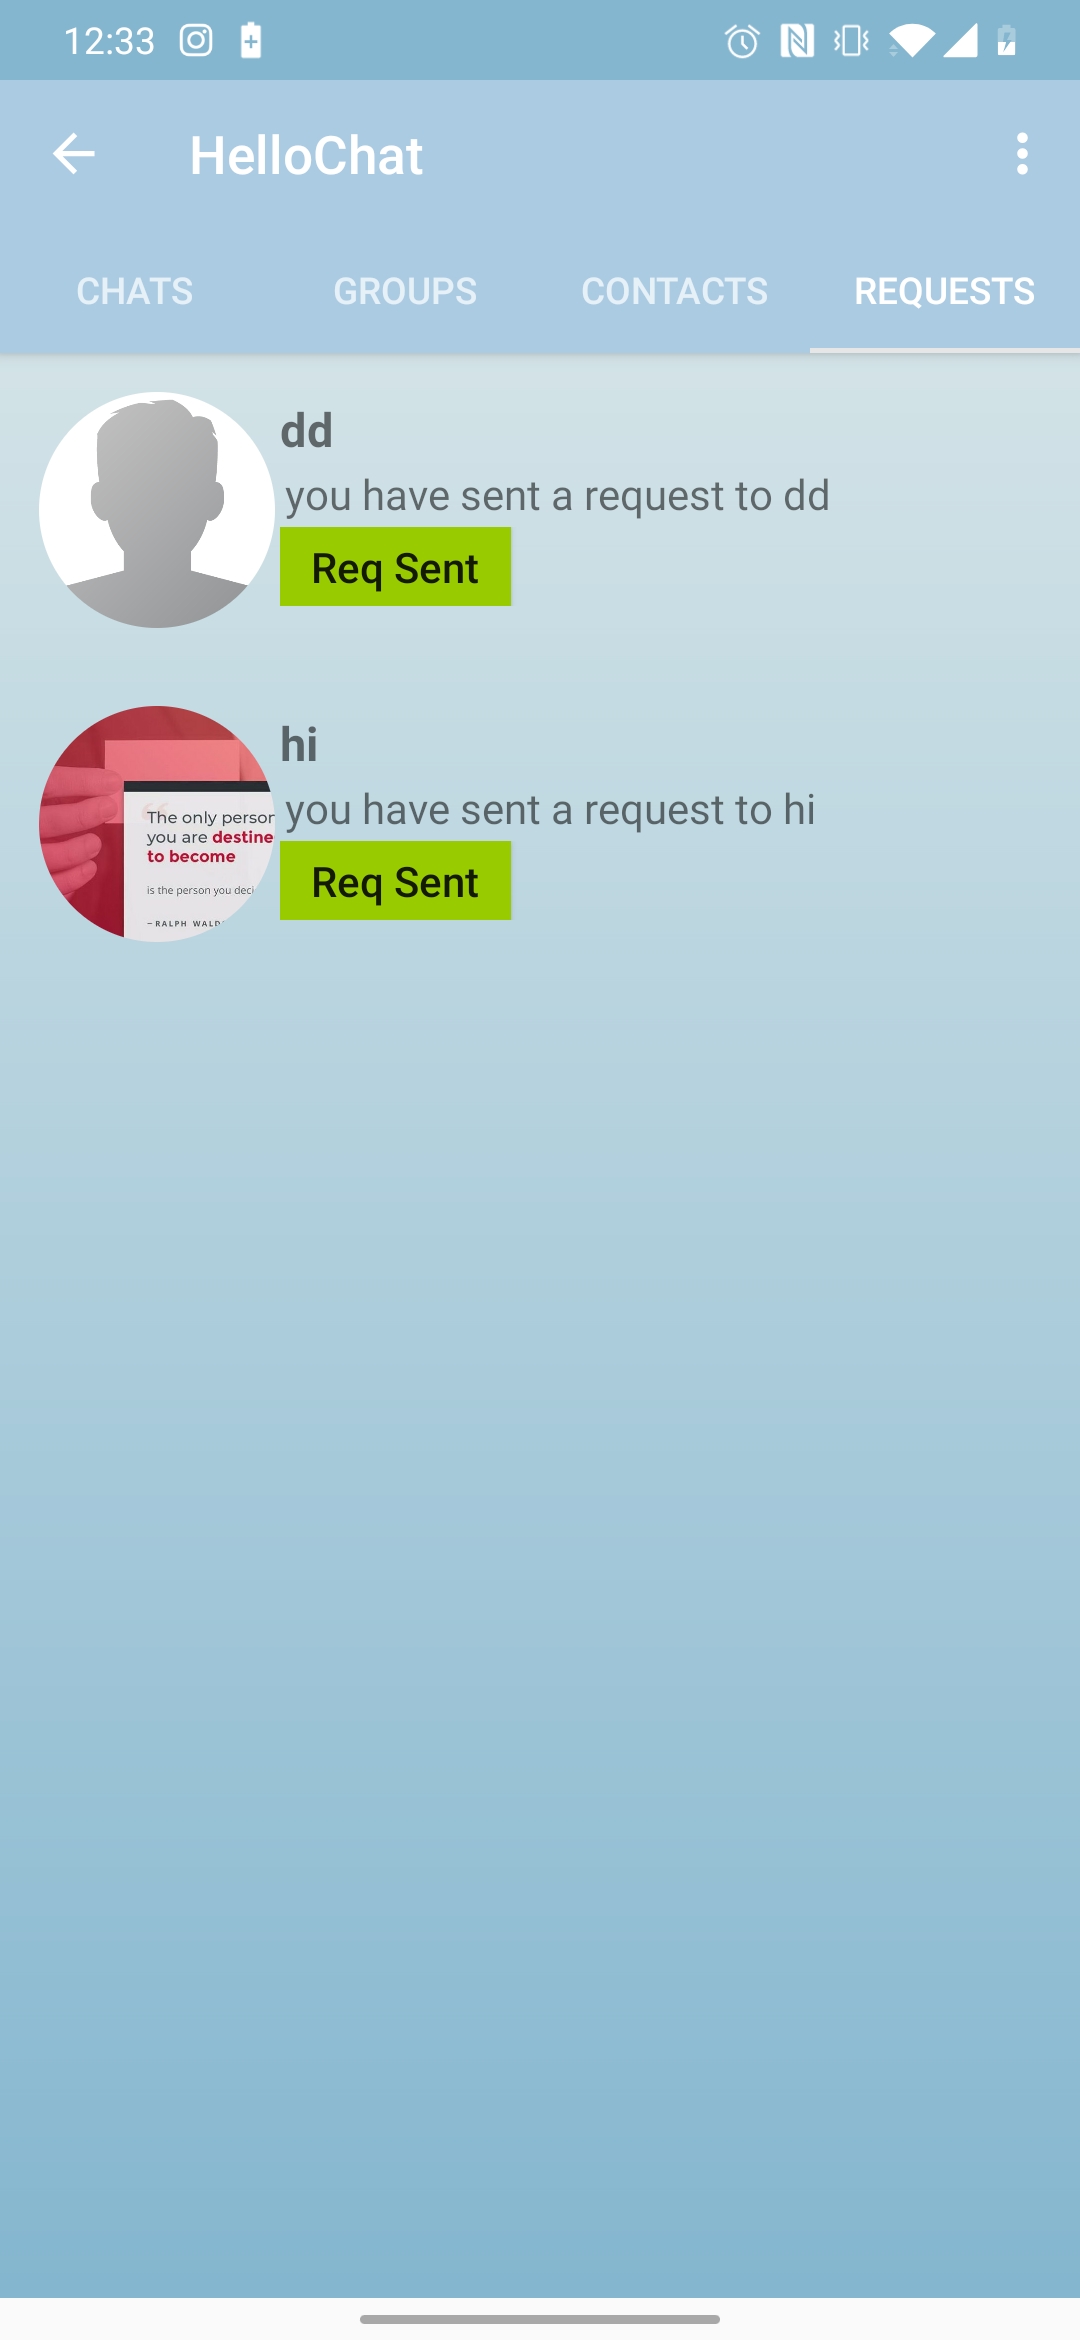 12:33
HelloChat
CHATS GROUPS CONTACTS REQUESTS
dd
you have sent a request to dd
Req Sent
hi
you have sent a request to hi
Req Sent
The only person
you are destine
to become
is the person you deci
—RALPH WALD